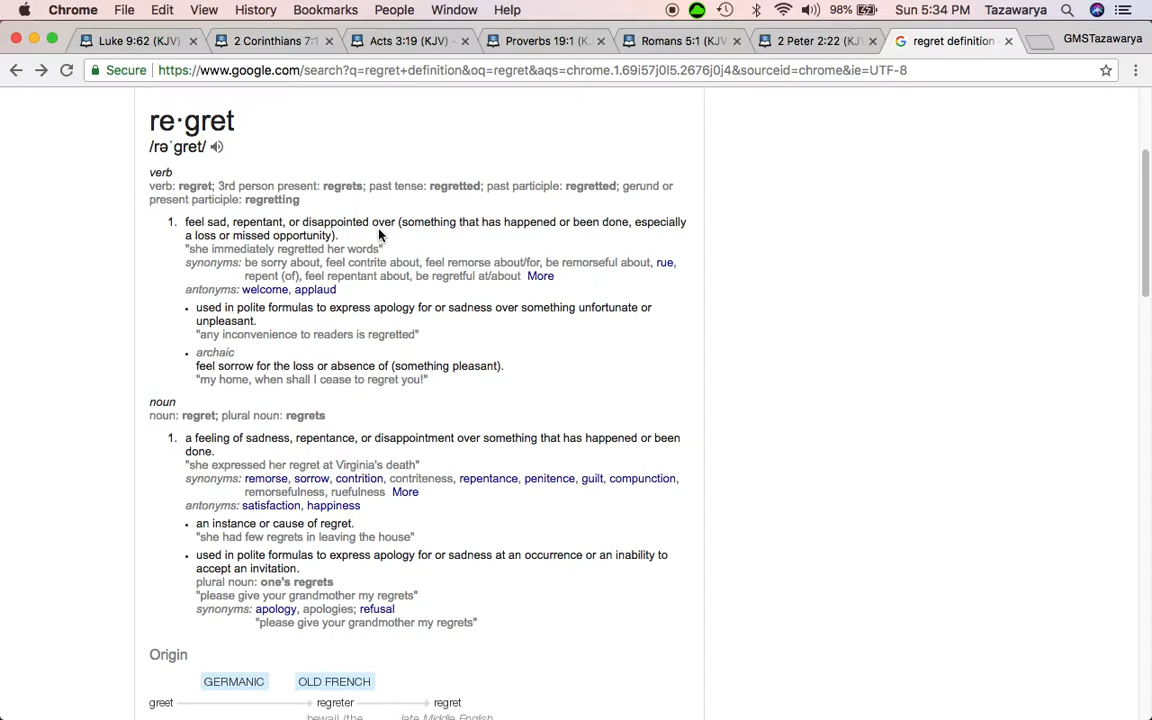 Chrome File Edit View History Bookmarks People Window Help 98% Sun 5:34 PM Tazawarya
Luke 9:62 (KJV) 2 Corinthians 7:1 Acts 3:19 (KJV) - Proverbs 19:1 (K Romans 5:1 (KJV 2 Peter 2:22 (KJV regret definition GMSTazawarya
Secure https://www.google.com/search?q=regret+definition&oq=regret&aqs=chrome.1.69i57j0l5.2676j0j4&sourceid=chrome&ie=UTF-8
re·gret
/rəˈɡret/
verb
verb: regret; 3rd person present: regrets; past tense: regretted; past participle: regretted; gerund or
present participle: regretting
1. feel sad, repentant, or disappointed over (something that has happened or been done, especially
a loss or missed opportunity).
"she immediately regretted her words"
synonyms: be sorry about, feel contrite about, feel remorse about/for, be remorseful about, rue,
repent (of), feel repentant about, be regretful at/about More
antonyms: welcome, applaud
• used in polite formulas to express apology for or sadness over something unfortunate or
unpleasant.
"any inconvenience to readers is regretted"
• archaic
feel sorrow for the loss or absence of (something pleasant).
"my home, when shall I cease to regret you!"
noun
noun: regret; plural noun: regrets
1. a feeling of sadness, repentance, or disappointment over something that has happened or been
done.
"she expressed her regret at Virginia's death"
synonyms: remorse, sorrow, contrition, contriteness, repentance, penitence, guilt, compunction,
remorsefulness, ruefulness More
antonyms: satisfaction, happiness
• an instance or cause of regret.
"she had few regrets in leaving the house"
• used in polite formulas to express apology for or sadness at an occurrence or an inability to
accept an invitation.
plural noun: one's regrets
"please give your grandmother my regrets"
synonyms: apology, apologies; refusal
"please give your grandmother my regrets"
Origin
GERMANIC OLD FRENCH
greet regreter regret
bewail (the late Middle English